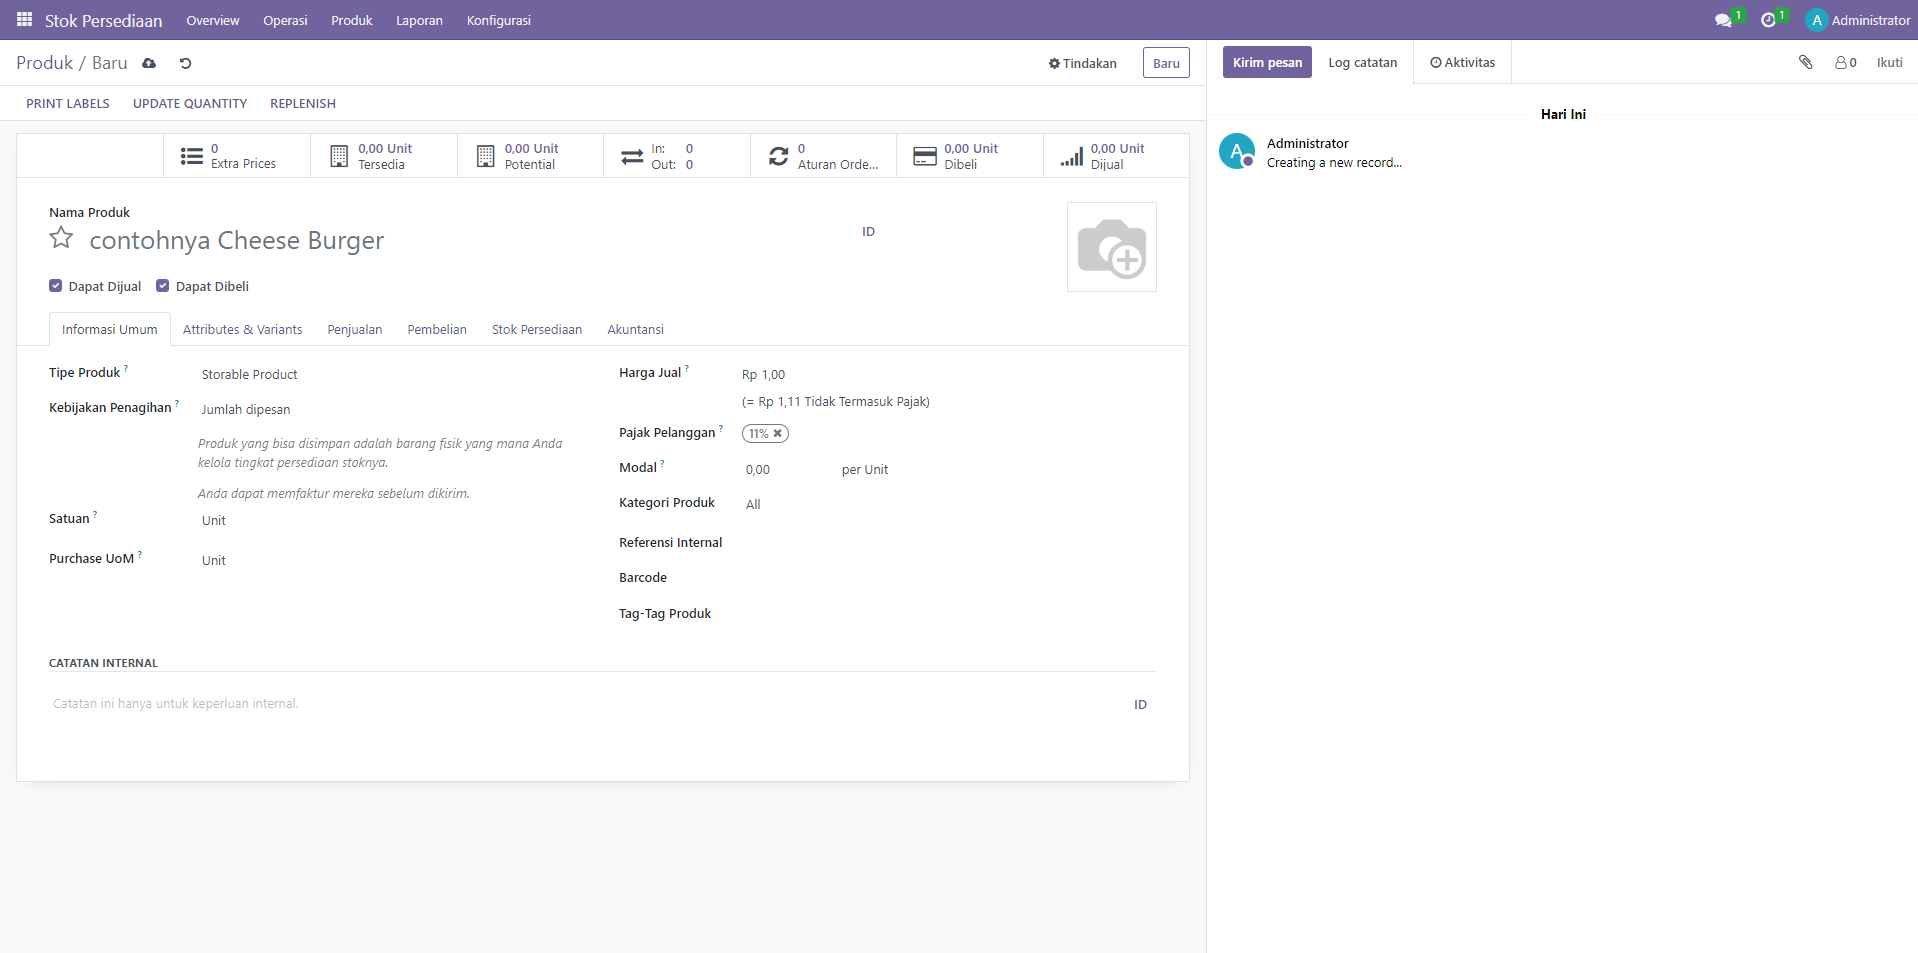 Stok Persediaan Overview Operasi Produk Laporan Konfigurasi 1 1 A Administrator
Produk / Baru Tindakan Baru
Kirim pesan Log catatan Aktivitas 0 Ikuti
PRINT LABELS UPDATE QUANTITY REPLENISH
Hari Ini
A Administrator
Creating a new record...
0 Extra Prices
0,00 Unit Tersedia
0,00 Unit Potential
In: 0
Out: 0
0 Aturan Orde...
0,00 Unit Dibeli
0,00 Unit Dijual
Nama Produk
contohnya Cheese Burger ID
Dapat Dijual Dapat Dibeli
Informasi Umum Attributes & Variants Penjualan Pembelian Stok Persediaan Akuntansi
Tipe Produk ? Storable Product
Kebijakan Penagihan ? Jumlah dipesan
Produk yang bisa disimpan adalah barang fisik yang mana Anda
kelola tingkat persediaan stoknya.
Anda dapat memfaktur mereka sebelum dikirim.
Satuan ? Unit
Purchase UoM ? Unit
Harga Jual ? Rp 1,00
(= Rp 1,11 Tidak Termasuk Pajak)
Pajak Pelanggan ? 11%
Modal ? 0,00 per Unit
Kategori Produk All
Referensi Internal
Barcode
Tag-Tag Produk
CATATAN INTERNAL
Catatan ini hanya untuk keperluan internal. ID